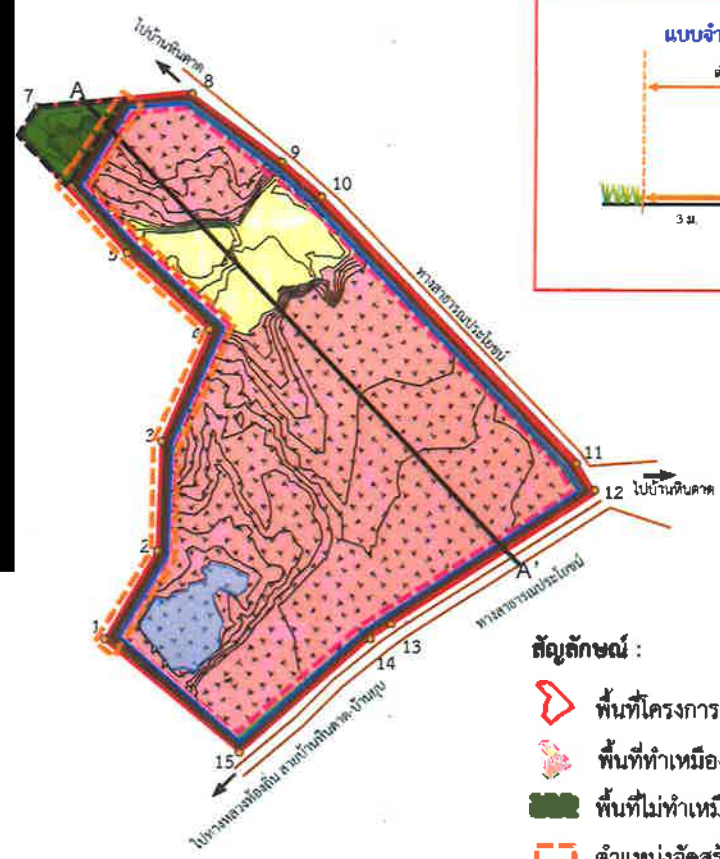 ไปบ้านหินดาด
7
A
8
9
10
ทางสาธารณประโยชน์
5
3
2
1
11
12
ไปบ้านหินดาด
A'
ทางสาธารณประโยชน์
13
14
15
ไปทางหลวงท้องถิ่น สายบ้านหินดาด-บ้านยุบ
แบบจำ
3 ม.
สัญลักษณ์ :
พื้นที่โครงการ
พื้นที่ทำเหมือง
พื้นที่ไม่ทำเหมื